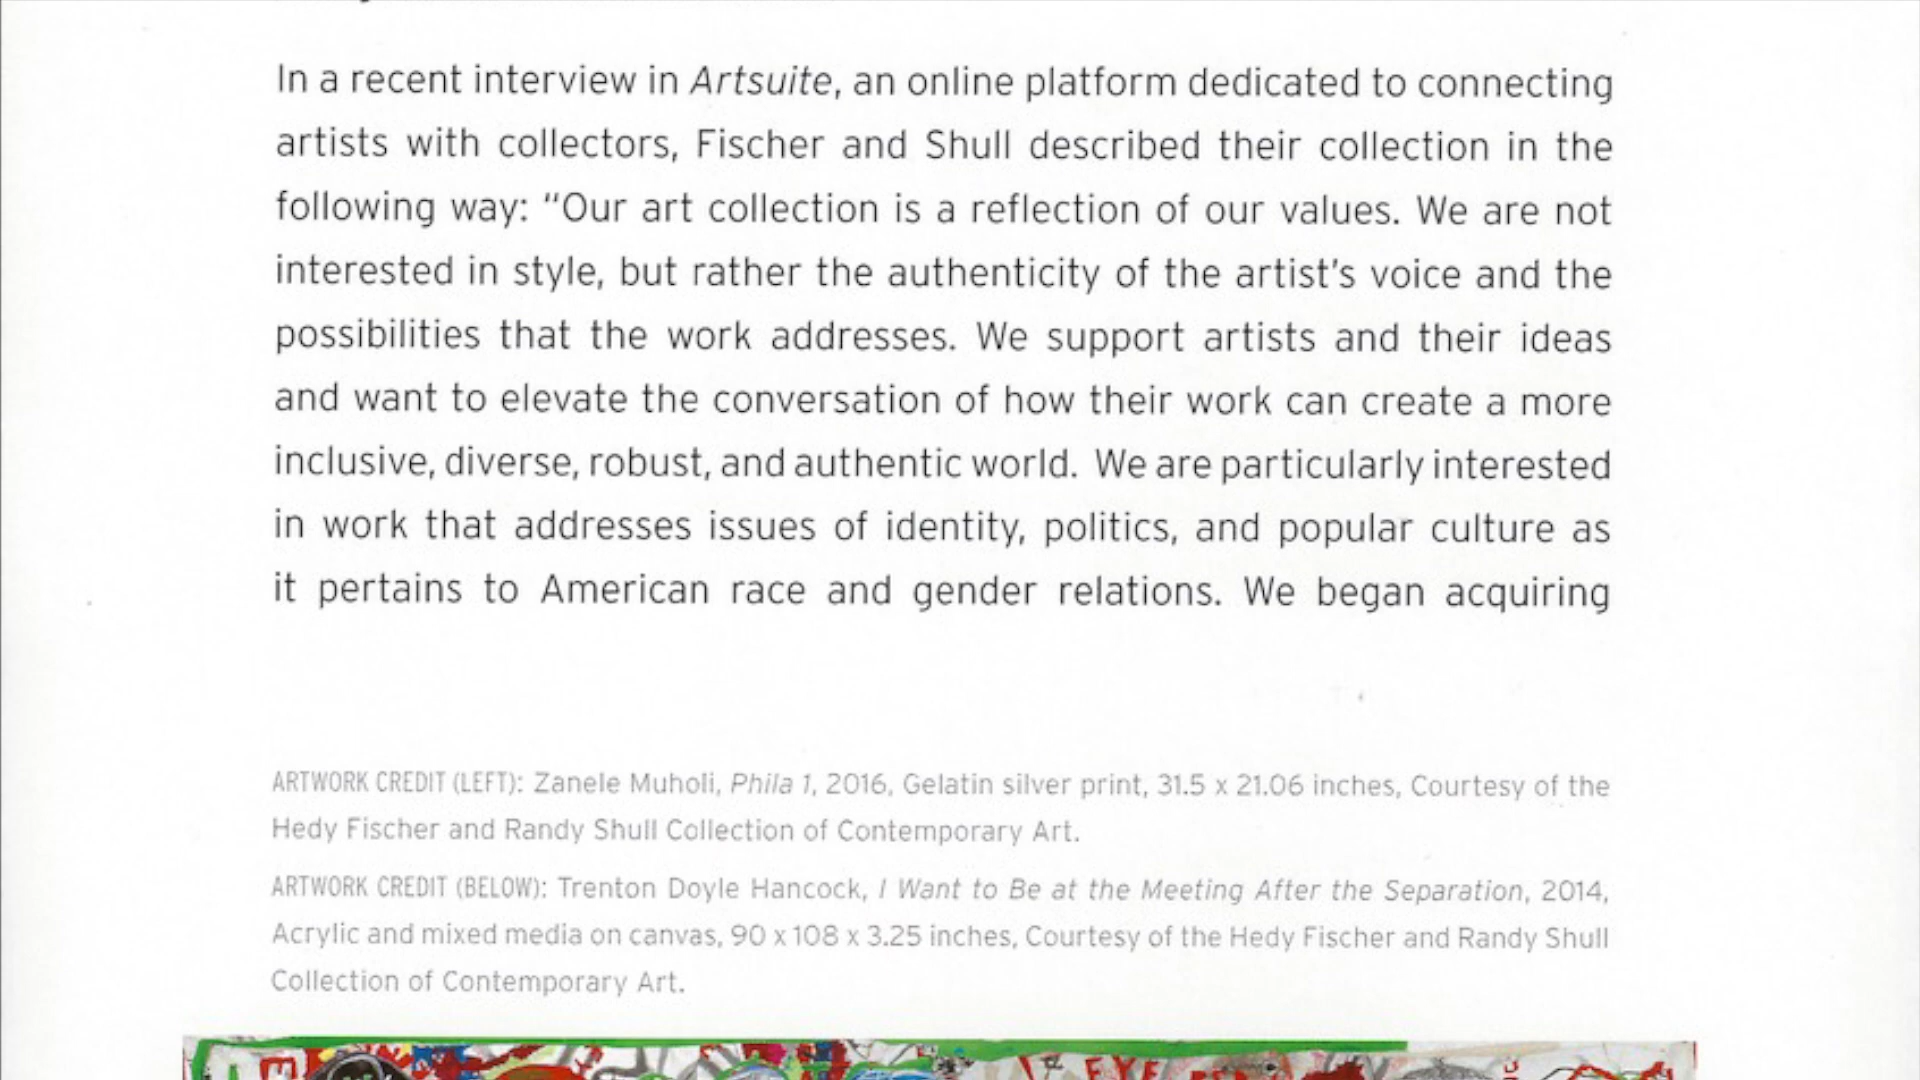 In a recent interview in Artsuite, an online platform dedicated to connecting
artists with collectors, Fischer and Shull described their collection in the
following way: “Our art collection is a reflection of our values. We are not
interested in style, but rather the authenticity of the artist’s voice and the
possibilities that the work addresses. We support artists and their ideas
and want to elevate the conversation of how their work can create a more
inclusive, diverse, robust, and authentic world. We are particularly interested
in work that addresses issues of identity, politics, and popular culture as
it pertains to American race and gender relations. We began acquiring
ARTWORK CREDIT (LEFT): Zanele Muholi, Phila 1, 2016, Gelatin silver print, 31.5 x 21.06 inches, Courtesy of the
Hedy Fischer and Randy Shull Collection of Contemporary Art.
ARTWORK CREDIT (BELOW): Trenton Doyle Hancock, I Want to Be at the Meeting After the Separation, 2014,
Acrylic and mixed media on canvas, 90 x 108 x 3.25 inches, Courtesy of the Hedy Fischer and Randy Shull
Collection of Contemporary Art.
EYE